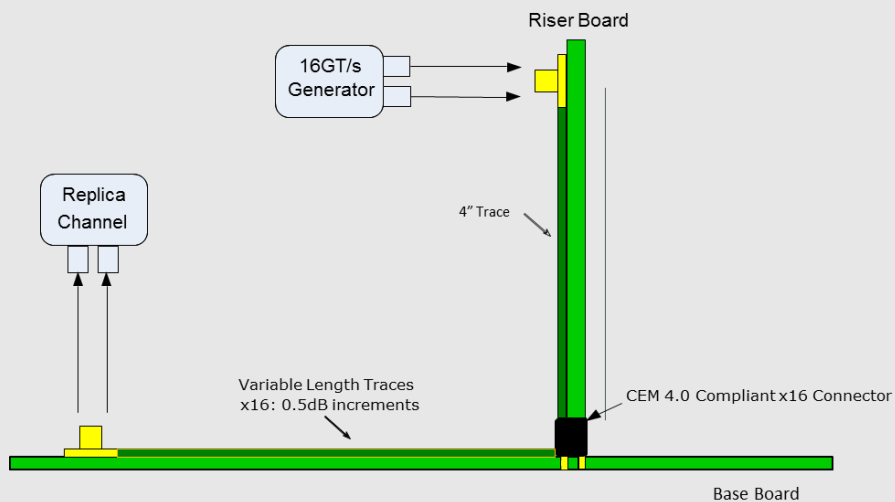 Riser Board
16GT/s
Generator
Replica
Channel
4” Trace
Variable Length Traces
x16: 0.5dB increments
CEM 4.0 Compliant x16 Connector
Base Board